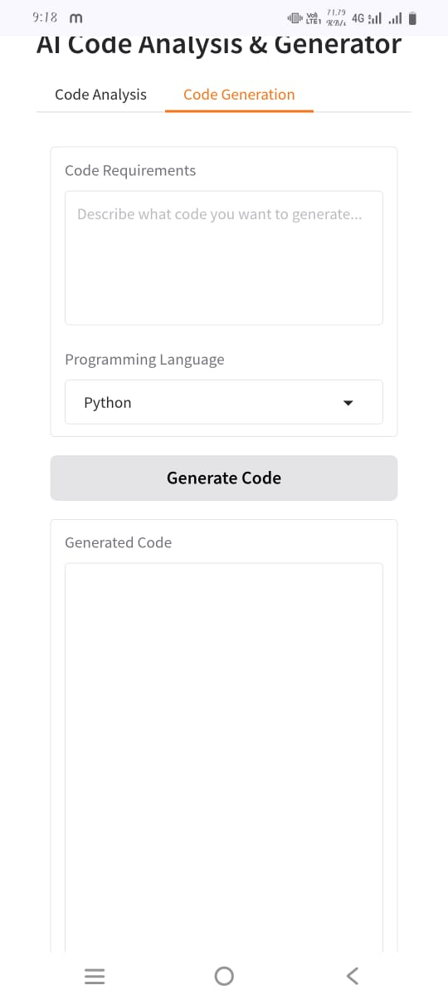 9:18 m Vo) LTE1 71.79 KB/s 4G
AI Code Analysis & Generator
Code Analysis Code Generation
Code Requirements
Describe what code you want to generate...
Programming Language
Python
Generate Code
Generated Code